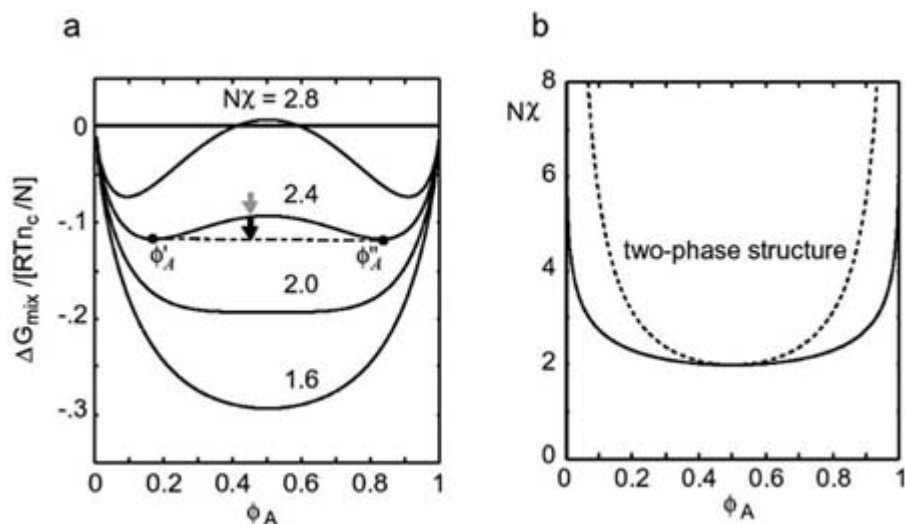 a
Nχ = 2.8
0
2.4
-.1
ϕ'A
ϕ"A
2.0
-.2
1.6
-.3
ΔGmix /[RTnc /N]
0 0.2 0.4 0.6 0.8 1
ϕA
b
8
Nχ
6
two-phase structure
4
2
0
0 0.2 0.4 0.6 0.8 1
ϕA